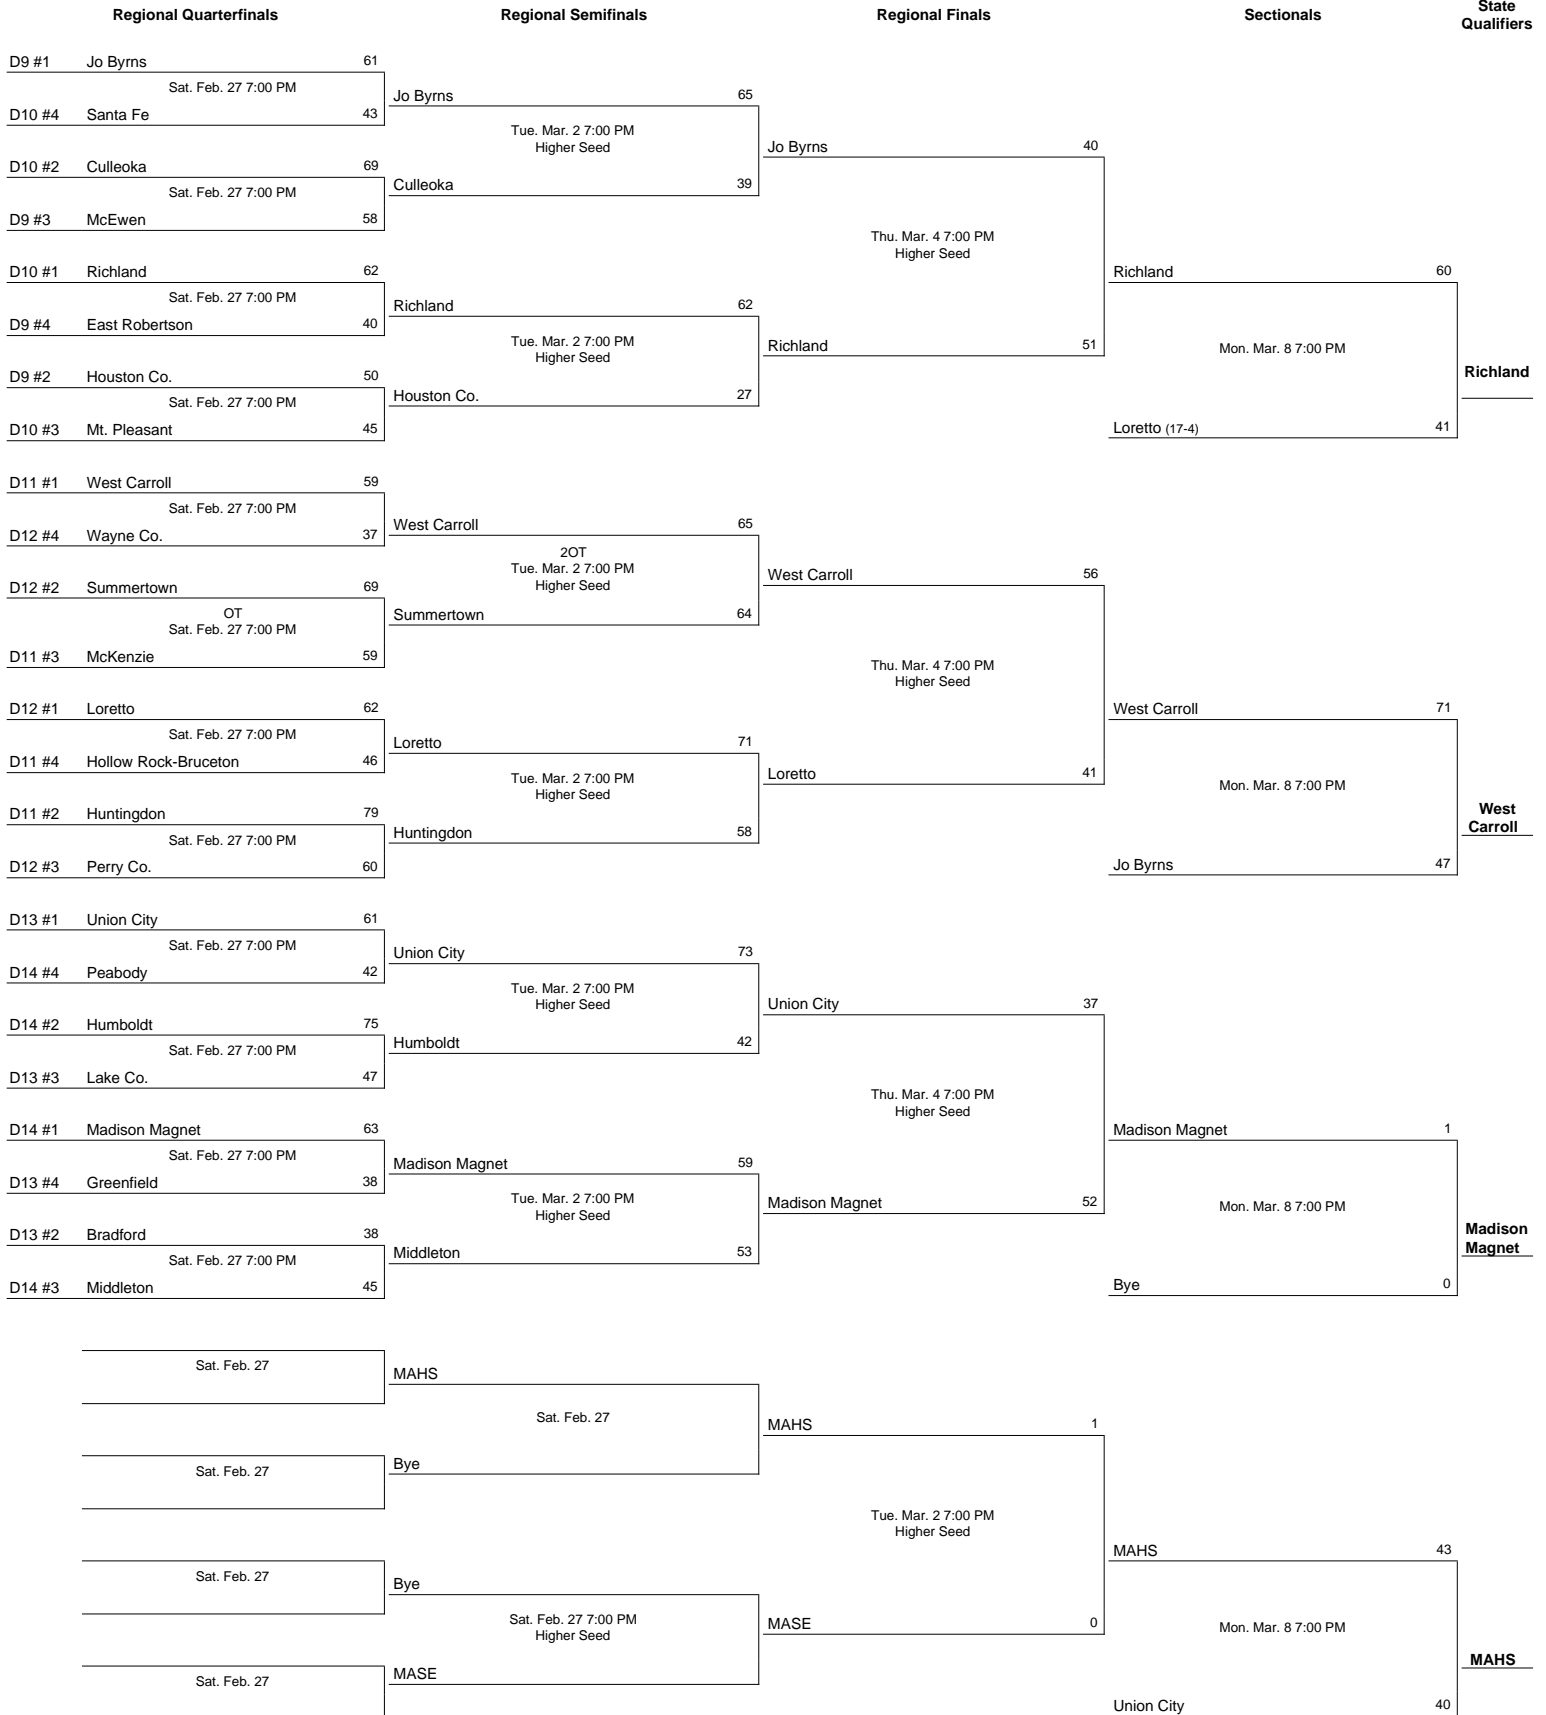 Regional Quarterfinals
Regional Semifinals
Regional Finals
Sectionals
State
Qualifiers
D9 #1 Jo Byrns 61
Sat. Feb. 27 7:00 PM
D10 #4 Santa Fe 43
D10 #2 Culleoka 69
Sat. Feb. 27 7:00 PM
D9 #3 McEwen 58
D10 #1 Richland 62
Sat. Feb. 27 7:00 PM
D9 #4 East Robertson 40
D9 #2 Houston Co. 50
Sat. Feb. 27 7:00 PM
D10 #3 Mt. Pleasant 45
D11 #1 West Carroll 59
Sat. Feb. 27 7:00 PM
D12 #4 Wayne Co. 37
D12 #2 Summertown 69
OT
Sat. Feb. 27 7:00 PM
D11 #3 McKenzie 59
D12 #1 Loretto 62
Sat. Feb. 27 7:00 PM
D11 #4 Hollow Rock-Bruceton 46
D11 #2 Huntingdon 79
Sat. Feb. 27 7:00 PM
D12 #3 Perry Co. 60
D13 #1 Union City 61
Sat. Feb. 27 7:00 PM
D14 #4 Peabody 42
D14 #2 Humboldt 75
Sat. Feb. 27 7:00 PM
D13 #3 Lake Co. 47
D14 #1 Madison Magnet 63
Sat. Feb. 27 7:00 PM
D13 #4 Greenfield 38
D13 #2 Bradford 38
Sat. Feb. 27 7:00 PM
D14 #3 Middleton 45
Sat. Feb. 27
Sat. Feb. 27
Sat. Feb. 27
Sat. Feb. 27
Jo Byrns 65
Tue. Mar. 2 7:00 PM
Higher Seed
Culleoka 39
Richland 62
Tue. Mar. 2 7:00 PM
Higher Seed
Houston Co. 27
West Carroll 65
2OT
Tue. Mar. 2 7:00 PM
Higher Seed
Summertown 64
Loretto 71
Tue. Mar. 2 7:00 PM
Higher Seed
Huntingdon 58
Union City 73
Tue. Mar. 2 7:00 PM
Higher Seed
Humboldt 42
Madison Magnet 59
Tue. Mar. 2 7:00 PM
Higher Seed
Middleton 53
MAHS
Sat. Feb. 27
Bye
Bye
Sat. Feb. 27 7:00 PM
Higher Seed
MASE
Jo Byrns 40
Thu. Mar. 4 7:00 PM
Higher Seed
Richland 51
West Carroll 56
Thu. Mar. 4 7:00 PM
Higher Seed
Loretto 41
Union City 37
Thu. Mar. 4 7:00 PM
Higher Seed
Madison Magnet 52
MAHS 1
Tue. Mar. 2 7:00 PM
Higher Seed
MASE 0
Richland 60
Mon. Mar. 8 7:00 PM
Loretto (17-4) 41
West Carroll 71
Mon. Mar. 8 7:00 PM
Jo Byrns 47
Madison Magnet 1
Mon. Mar. 8 7:00 PM
Bye 0
MAHS 43
Mon. Mar. 8 7:00 PM
Union City 40
Richland
West
Carroll
Madison
Magnet
MAHS